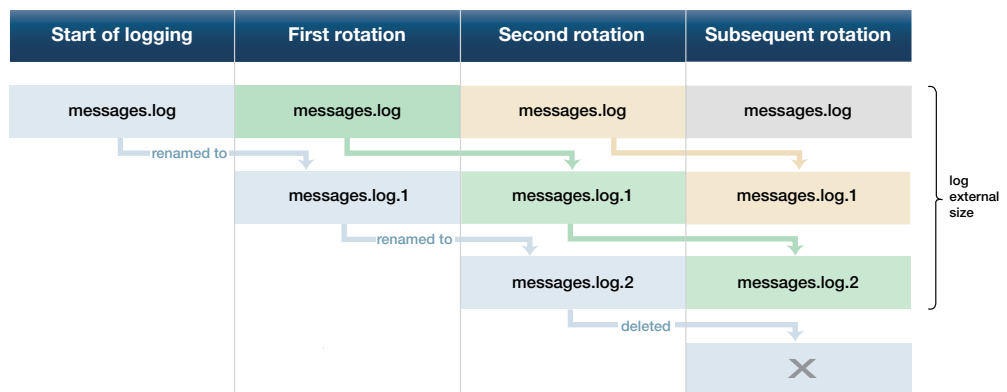 Start of logging
First rotation
Second rotation
Subsequent rotation
messages.log
messages.log
messages.log
messages.log
renamed to
messages.log.1
messages.log.1
messages.log.1
log
external
size
renamed to
messages.log.2
messages.log.2
deleted
X